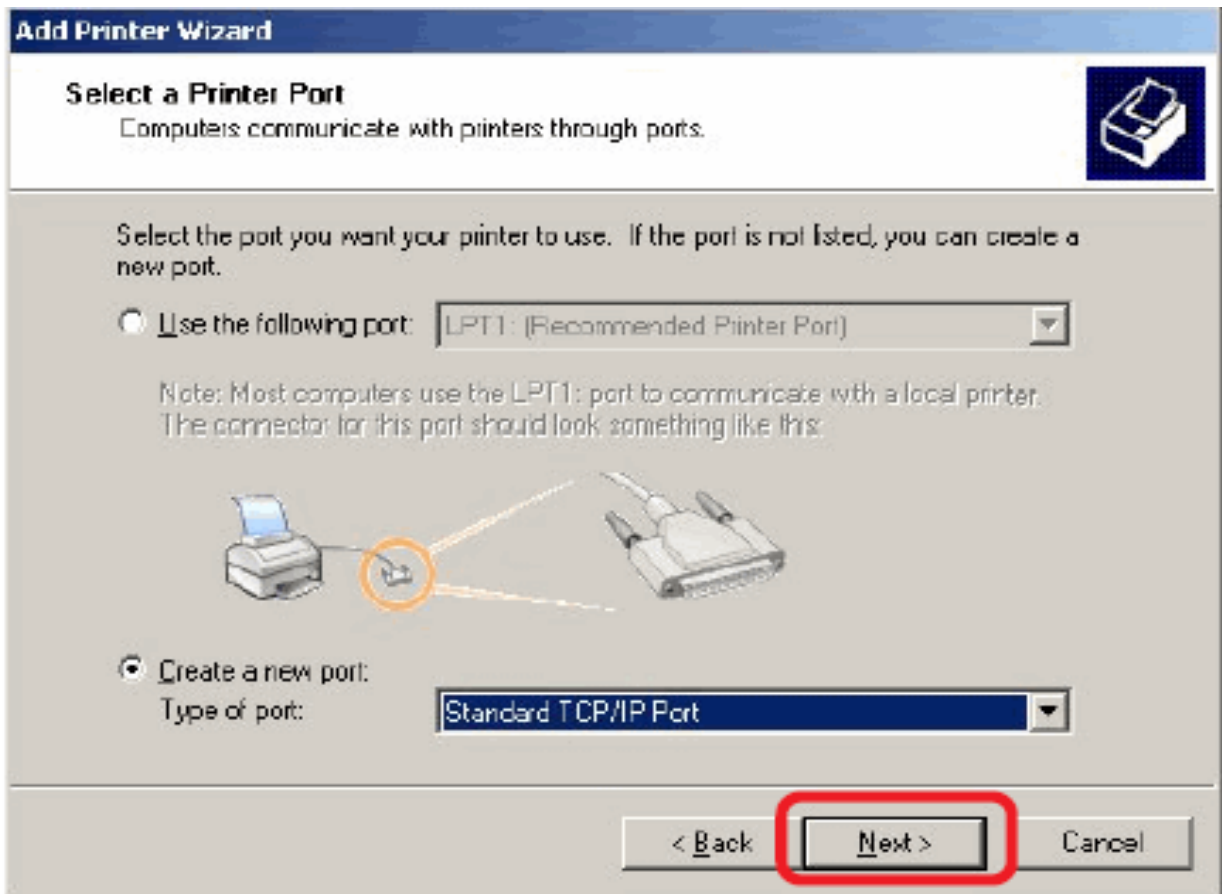 Add Printer Wizard
Select a Printer Port
Computers communicate with printers through ports.
Select the port you want your printer to use.  If the port is not listed, you can create a
new port.
Use the following port: LPT1: (Recommended Printer Port)
Note: Most computers use the LPT1: port to communicate with a local printer.
The connector for this port should look something like this:
Create a new port:
Type of port: Standard TCP/IP Port
< Back Next > Cancel